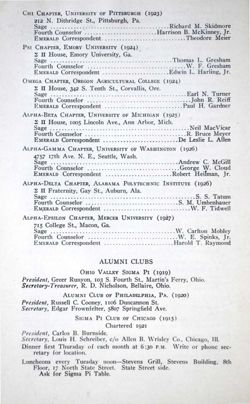 CHI CHAPTER, UNIVERSITY OF PITTSBURGH (1923)
212 N. Dithridge St., Pittsburgh, Pa.
Sage ........ Richard M. Skidmore
Fourth Counselor ........ Harrison B. McKinney, Jr.
EMERALD Correspondent ........ Theodore Meier
PSI CHAPTER, EMORY UNIVERSITY (1924)
Σ Π House, Emory University, Ga.
Sage ........ Thomas L. Gresham
Fourth Counselor ........ W. F. Gresham
EMERALD Correspondent ........ Edwin L. Harling, Jr.
OMEGA CHAPTER, OREGON AGRICULTURAL COLLEGE (1924)
Σ Π House, 342 S. Tenth St., Corvallis, Ore.
Sage ........ Earl N. Turner
Fourth Counselor ........ John R. Reiff
EMERALD Correspondent ........ Paul H. Gardner
ALPHA-BETA CHAPTER, UNIVERSITY OF MICHIGAN (1925)
Σ Π House, 1005 Lincoln Ave., Ann Arbor, Mich.
Sage ........ Neil MacVicar
Fourth Counselor ........ R. Bruce Meyer
EMERALD Correspondent ........ De Leslie L. Allen
ALPHA-GAMMA CHAPTER, UNIVERSITY OF WASHINGTON (1926)
4737 17th Ave. N. E., Seattle, Wash.
Sage ........ Andrew C. McGill
Fourth Counselor ........ George W. Cloud
EMERALD Correspondent ........ Robert Heilman, Jr.
ALPHA-DELTA CHAPTER, ALABAMA POLYTECHNIC INSTITUTE (1926)
Σ Π Fraternity, Gay St., Auburn, Ala.
Sage ........ S. S. Tatum
Fourth Counselor ........ S. M. Umbenhauer
EMERALD Correspondent ........ W. F. Tidwell
ALPHA-EPSILON CHAPTER, MERCER UNIVERSITY (1927)
715 College St., Macon, Ga.
Sage ........ W. Carlton Mobley
Fourth Counselor ........ W. E. Spinks, Jr.
EMERALD Correspondent ........ Harold T. Raymond
ALUMNI CLUBS
OHIO VALLEY SIGMA PI (1919)
President, Greer Runyon, 103 S. Fourth St., Martin's Ferry, Ohio.
Secretary-Treasurer, R. D. Nicholson, Bellaire, Ohio.
ALUMNI CLUB OF PHILADELPHIA, PA. (1920)
President, Russell C. Cooney, 1106 Duncannon St.
Secretary, Edgar Frowenfelter, 5807 Springfield Ave.
SIGMA PI CLUB OF CHICAGO (1915)
Chartered 1921
President, Carlos B. Burnside.
Secretary, Louis H. Schreiber, c/o Allen B. Wrisley Co., Chicago, Ill.
Dinner first Thursday of each month at 6:30 P.M. Write or phone sec-
retary for location.
Luncheons every Tuesday noon—Stevens Grill, Stevens Building, 8th
Floor, 17 North State Street. State Street side.
Ask for Sigma Pi Table.